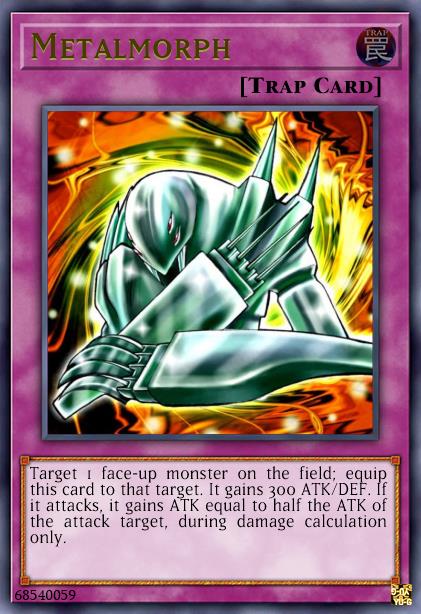 METALMORPH
TRAP
罠
[TRAP CARD]
Target 1 face-up monster on the field; equip
this card to that target. It gains 300 ATK/DEF. If
it attacks, it gains ATK equal to half the ATK of
the attack target, during damage calculation
only.
68540059